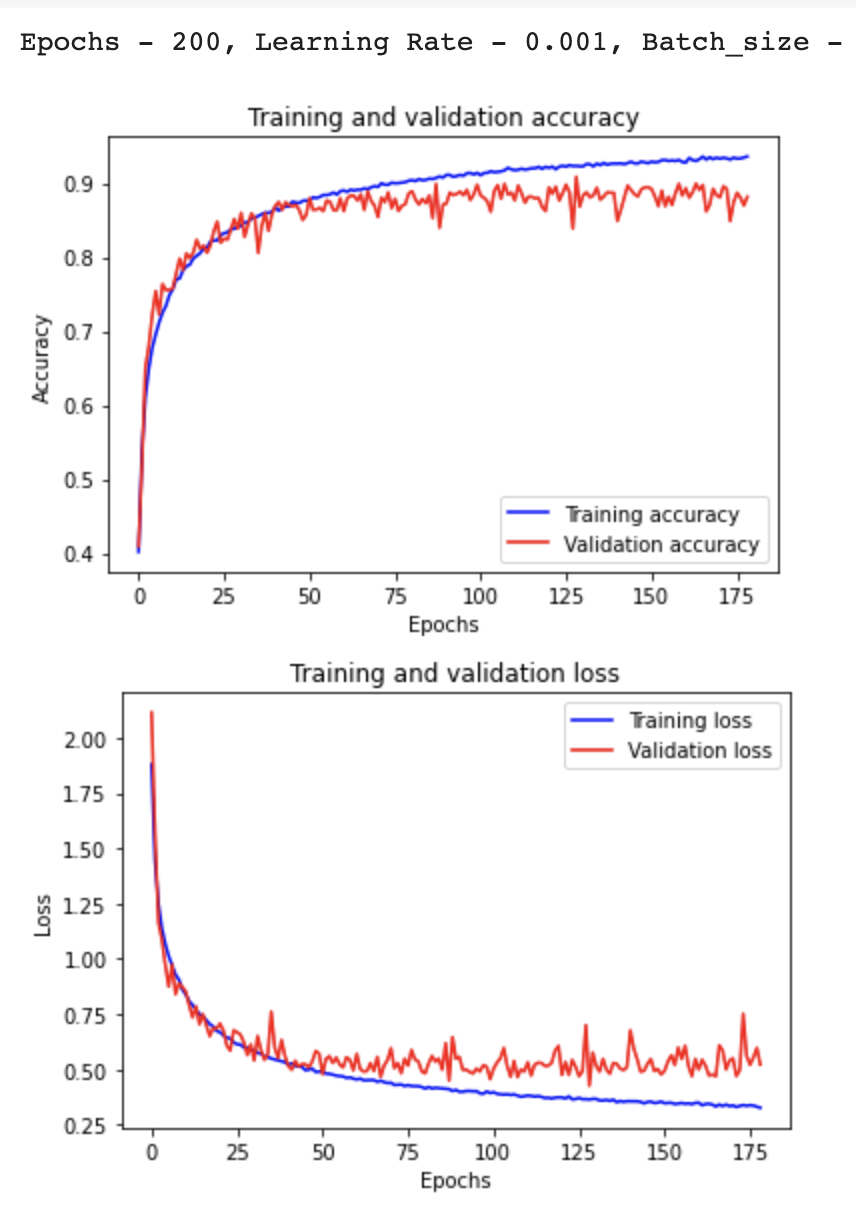 Epochs - 200, Learning Rate - 0.001, Batch_size -
Training and validation accuracy
0.9
0.8
0.7
0.6
0.5
0.4
Accuracy
Training accuracy
Validation accuracy
0 25 50 75 100 125 150 175
Epochs
Training and validation loss
Training loss
Validation loss
2.00
1.75
1.50
1.25
1.00
0.75
0.50
0.25
Loss
0 25 50 75 100 125 150 175
Epochs